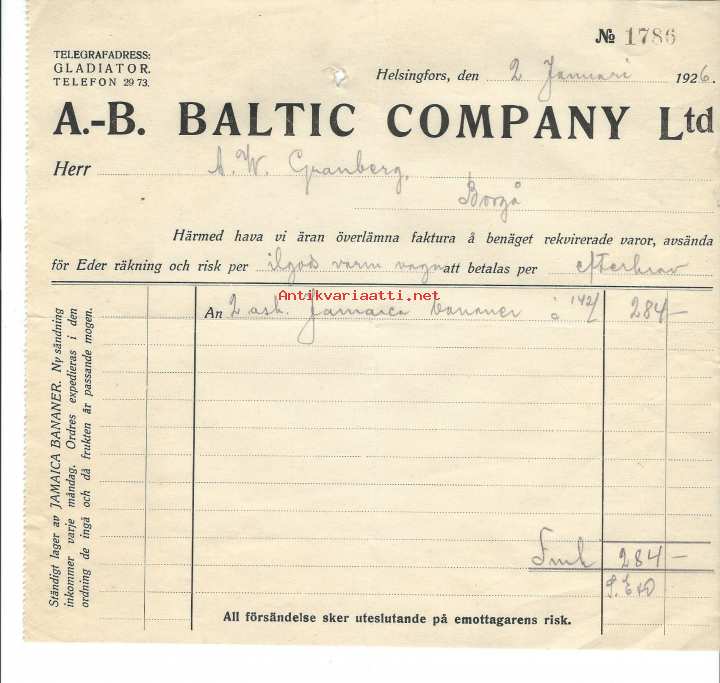 № 1786
TELEGRAFADRESS:
GLADIATOR.
TELEFON 29 73.
Helsingfors, den 2 Januari 1926.
A.-B. BALTIC COMPANY Ltd
Herr A. W. Granberg,
Borgå
Härmed hava vi äran överlämna faktura å benäget rekvirerade varor, avsända
för Eder räkning och risk per ilgods varm vagn att betalas per efterkrav
Antikvariaatti.net
An 2 ask. Jamaica bananer à 142/ 284-
Ständigt lager av JAMAICA BANANER. Ny sändning
inkommer varje måndag. Ordres expedieras i den
ordning de ingå och då frukten är passande mogen.
Fmk 284-
S. E & O
All försändelse sker uteslutande på emottagarens risk.